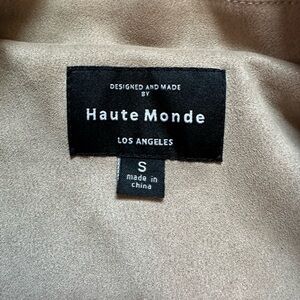 DESIGNED AND MADE
BY
Haute Monde
LOS ANGELES
S
made in
china